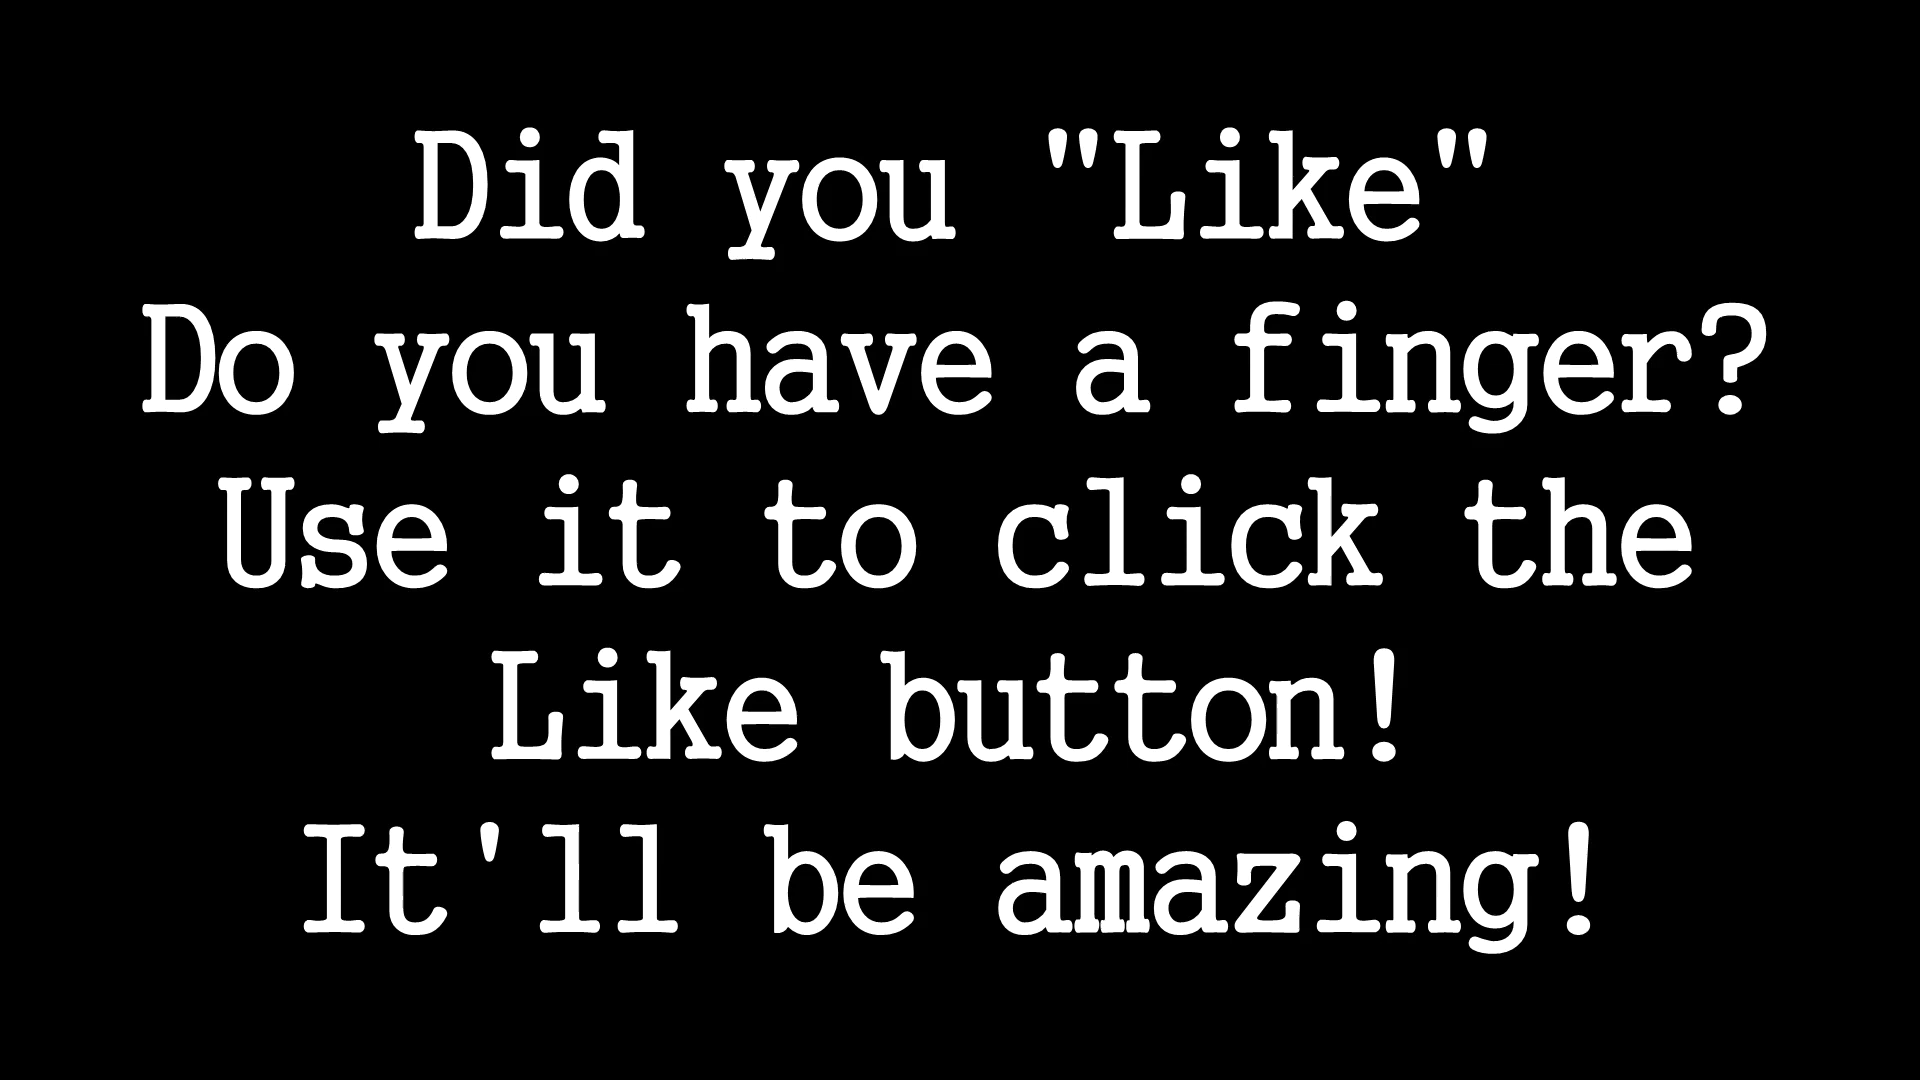 Did you "Like"
Do you have a finger?
Use it to click the
Like button!
It'll be amazing!